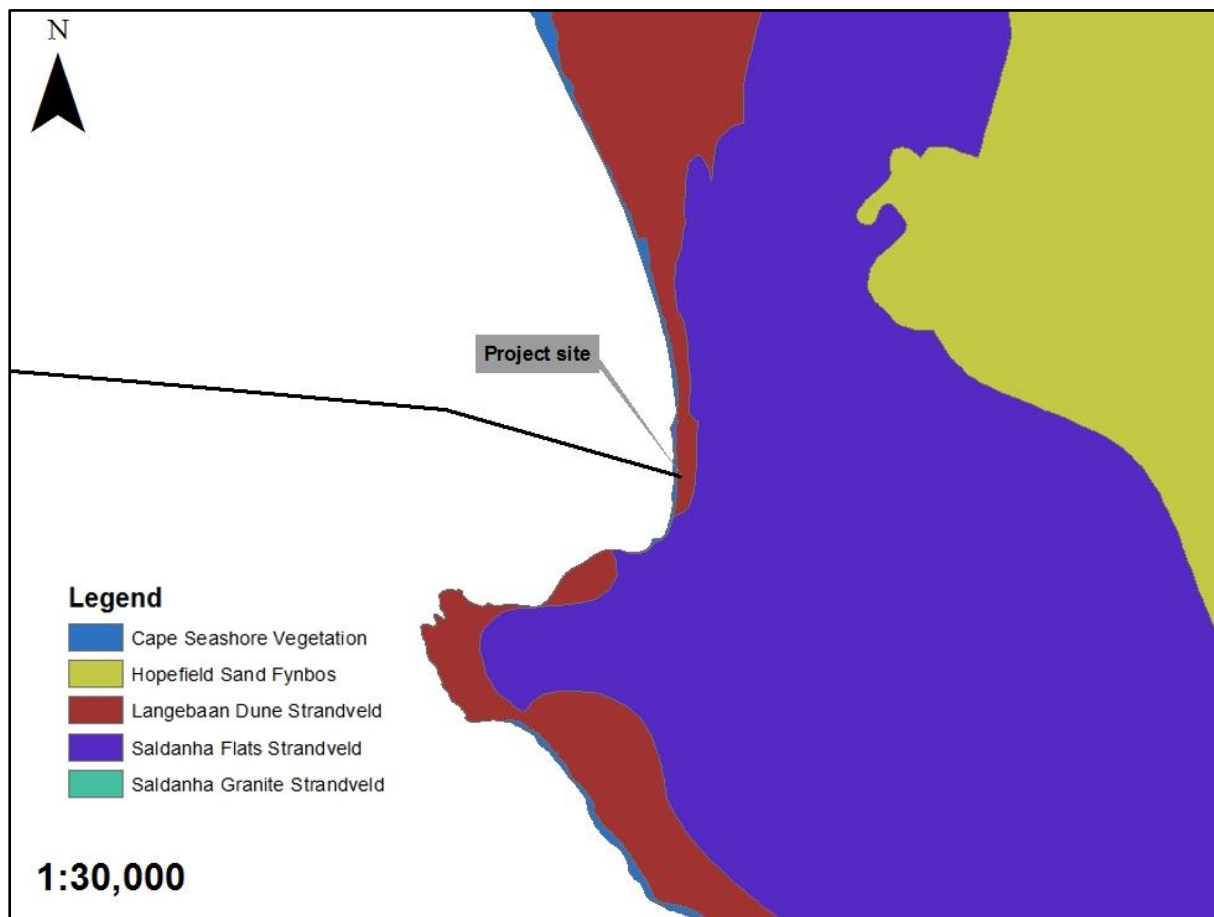 N
Project site
Legend
Cape Seashore Vegetation
Hopefield Sand Fynbos
Langebaan Dune Strandveld
Saldanha Flats Strandveld
Saldanha Granite Strandveld
1:30,000